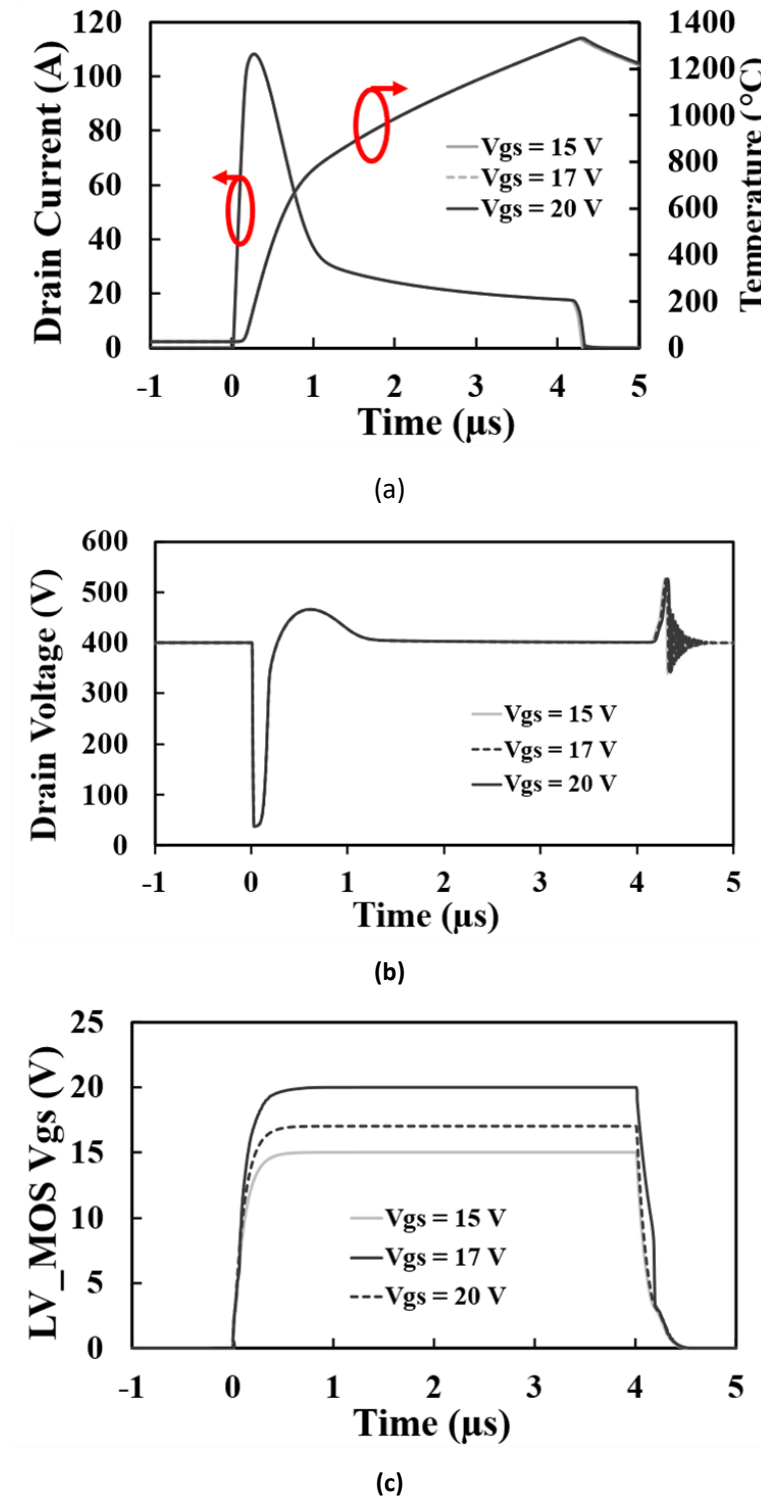 Drain Current (A)
120
100
80
60
40
20
0
1400
1200
1000
800
600
400
200
0
Temperature (°C)
Vgs = 15 V
Vgs = 17 V
Vgs = 20 V
-1 0 1 2 3 4 5
Time (μs)
(a)
Drain Voltage (V)
600
500
400
300
200
100
0
Vgs = 15 V
Vgs = 17 V
Vgs = 20 V
-1 0 1 2 3 4 5
Time (μs)
(b)
LV_MOS Vgs (V)
25
20
15
10
5
0
Vgs = 15 V
Vgs = 17 V
Vgs = 20 V
-1 0 1 2 3 4 5
Time (μs)
(c)